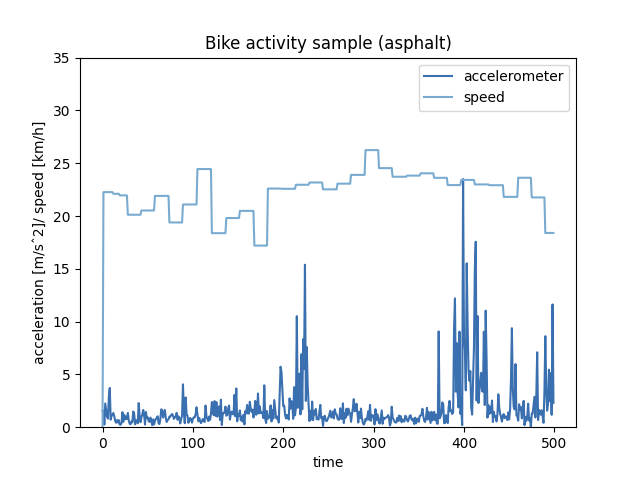 Bike activity sample (asphalt)
accelerometer
speed
acceleration [m/s^2]/ speed [km/h]
35
30
25
20
15
10
5
0
0 100 200 300 400 500
time